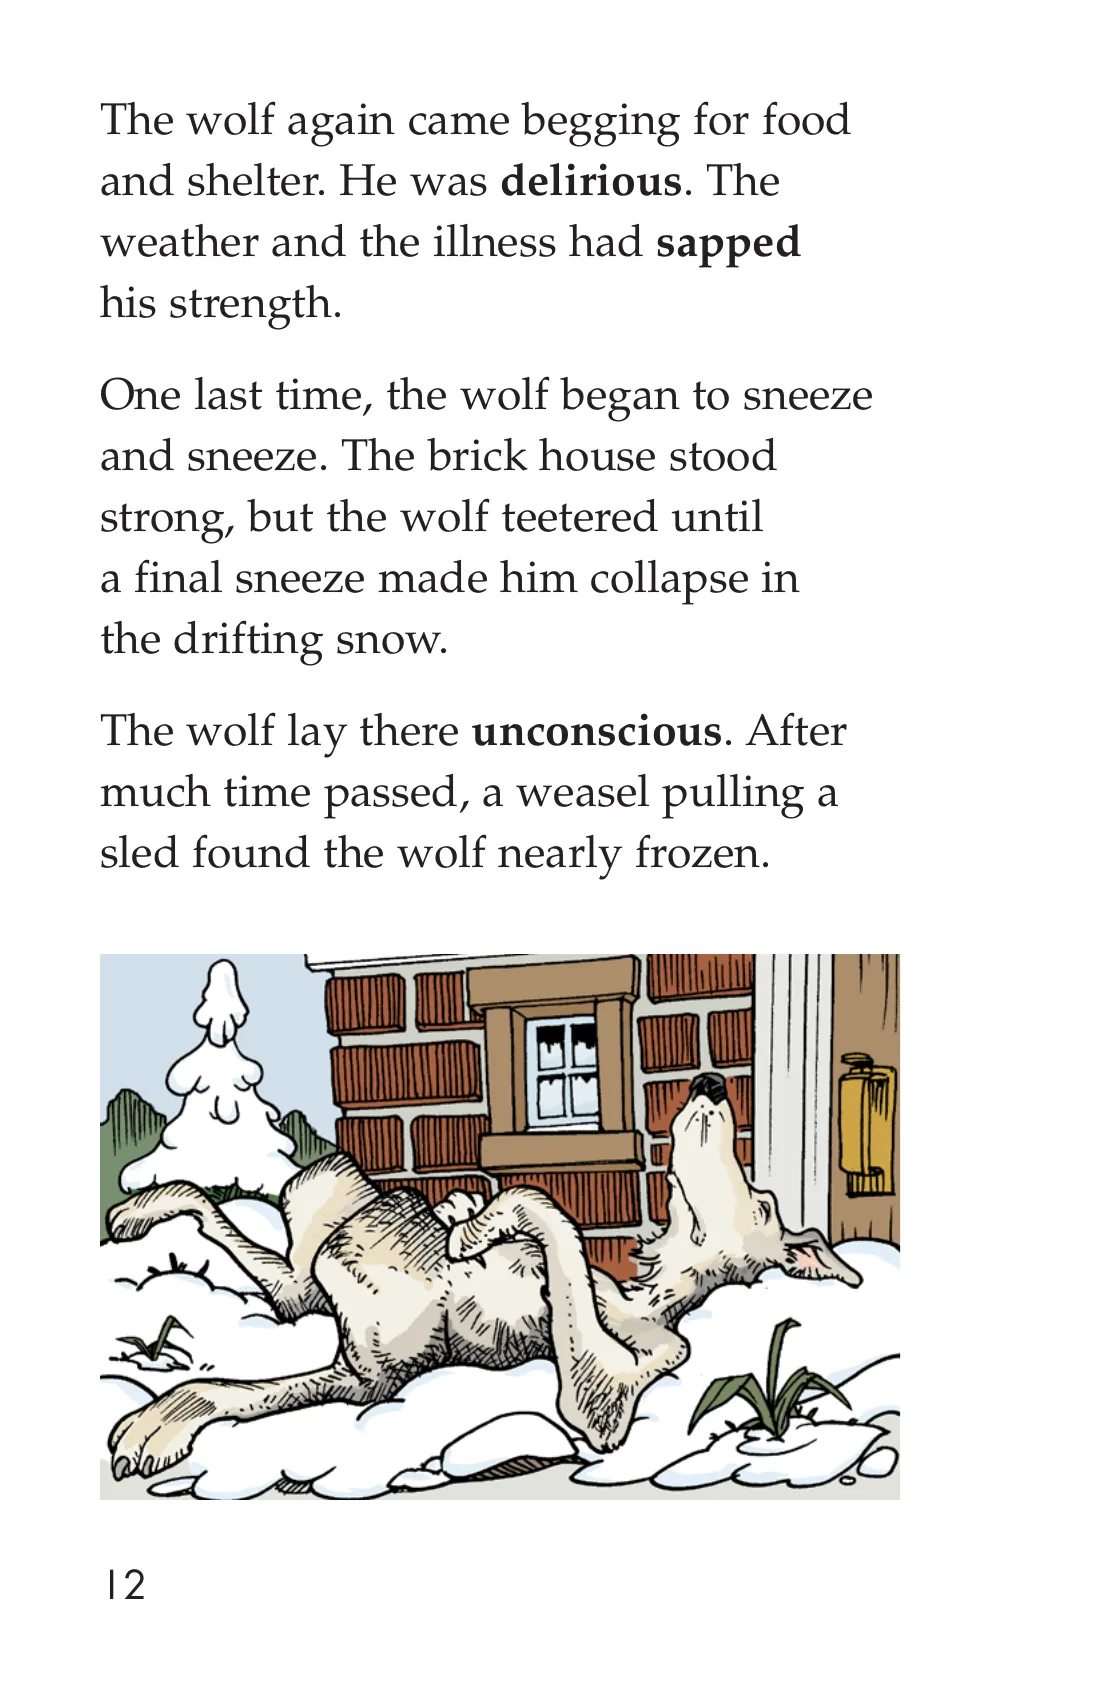 The wolf again came begging for food
and shelter. He was delirious. The
weather and the illness had sapped
his strength.
One last time, the wolf began to sneeze
and sneeze. The brick house stood
strong, but the wolf teetered until
a final sneeze made him collapse in
the drifting snow.
The wolf lay there unconscious. After
much time passed, a weasel pulling a
sled found the wolf nearly frozen.
12